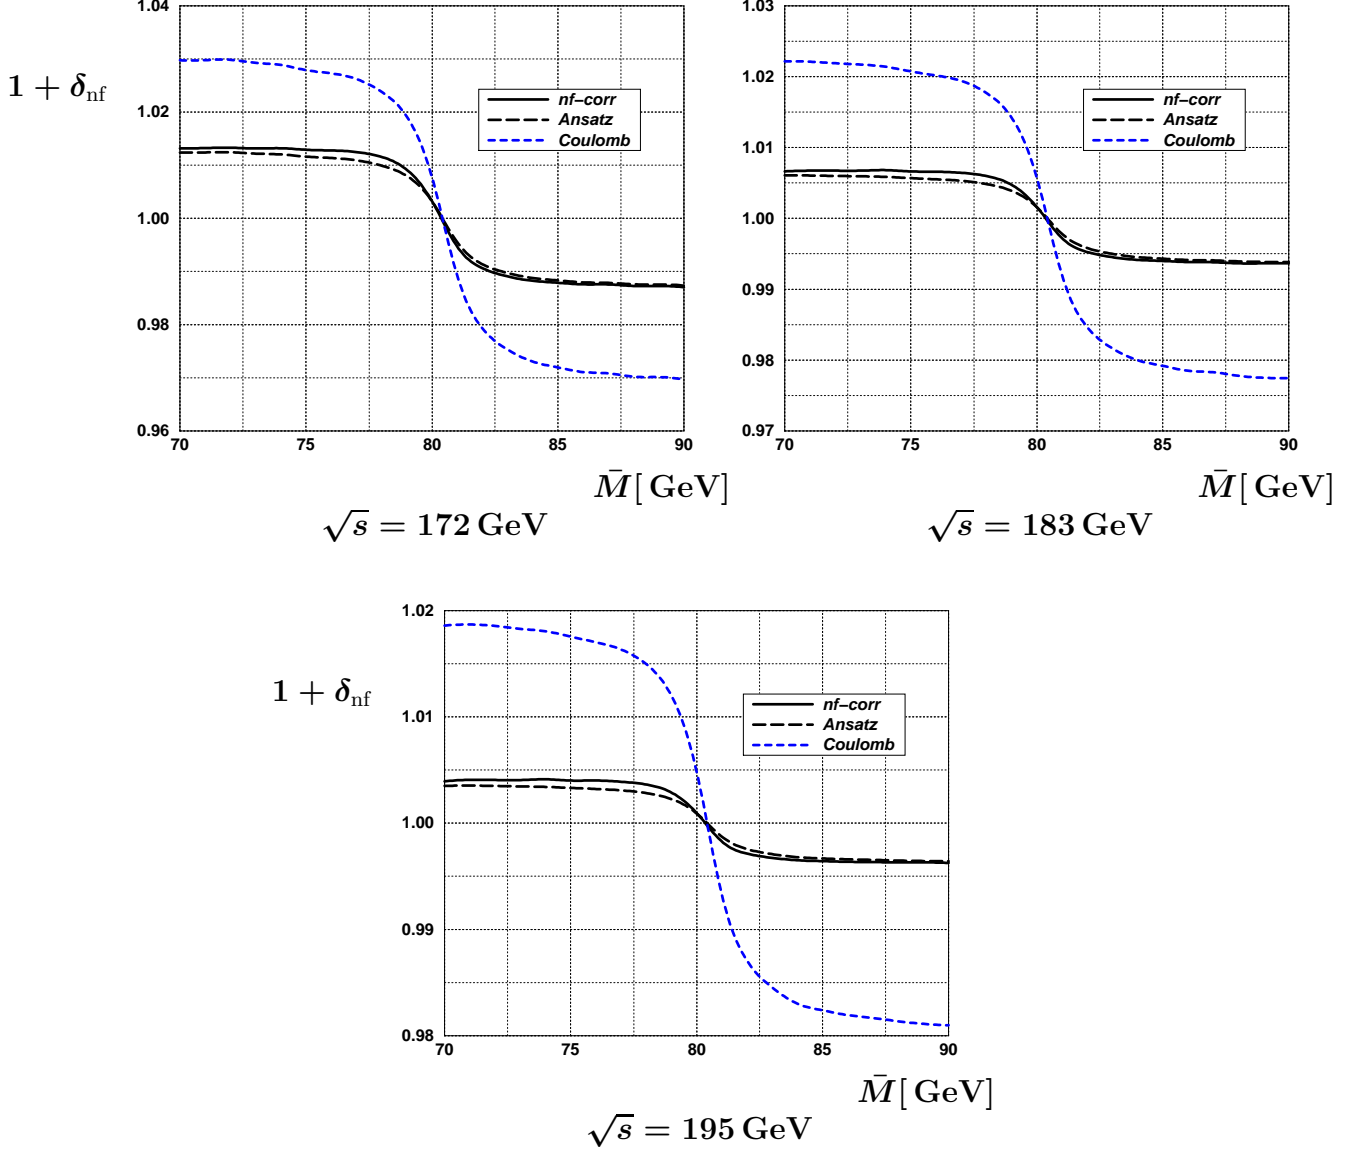 1.04
1.02
1.00
0.98
0.96
1 + δnf
nf–corr
Ansatz
Coulomb
70 75 80 85 90
M̄[ GeV]
√s = 172 GeV
1.03
1.02
1.01
1.00
0.99
0.98
0.97
nf–corr
Ansatz
Coulomb
70 75 80 85 90
M̄[ GeV]
√s = 183 GeV
1.02
1.01
1.00
0.99
0.98
1 + δnf
nf–corr
Ansatz
Coulomb
70 75 80 85 90
M̄[ GeV]
√s = 195 GeV